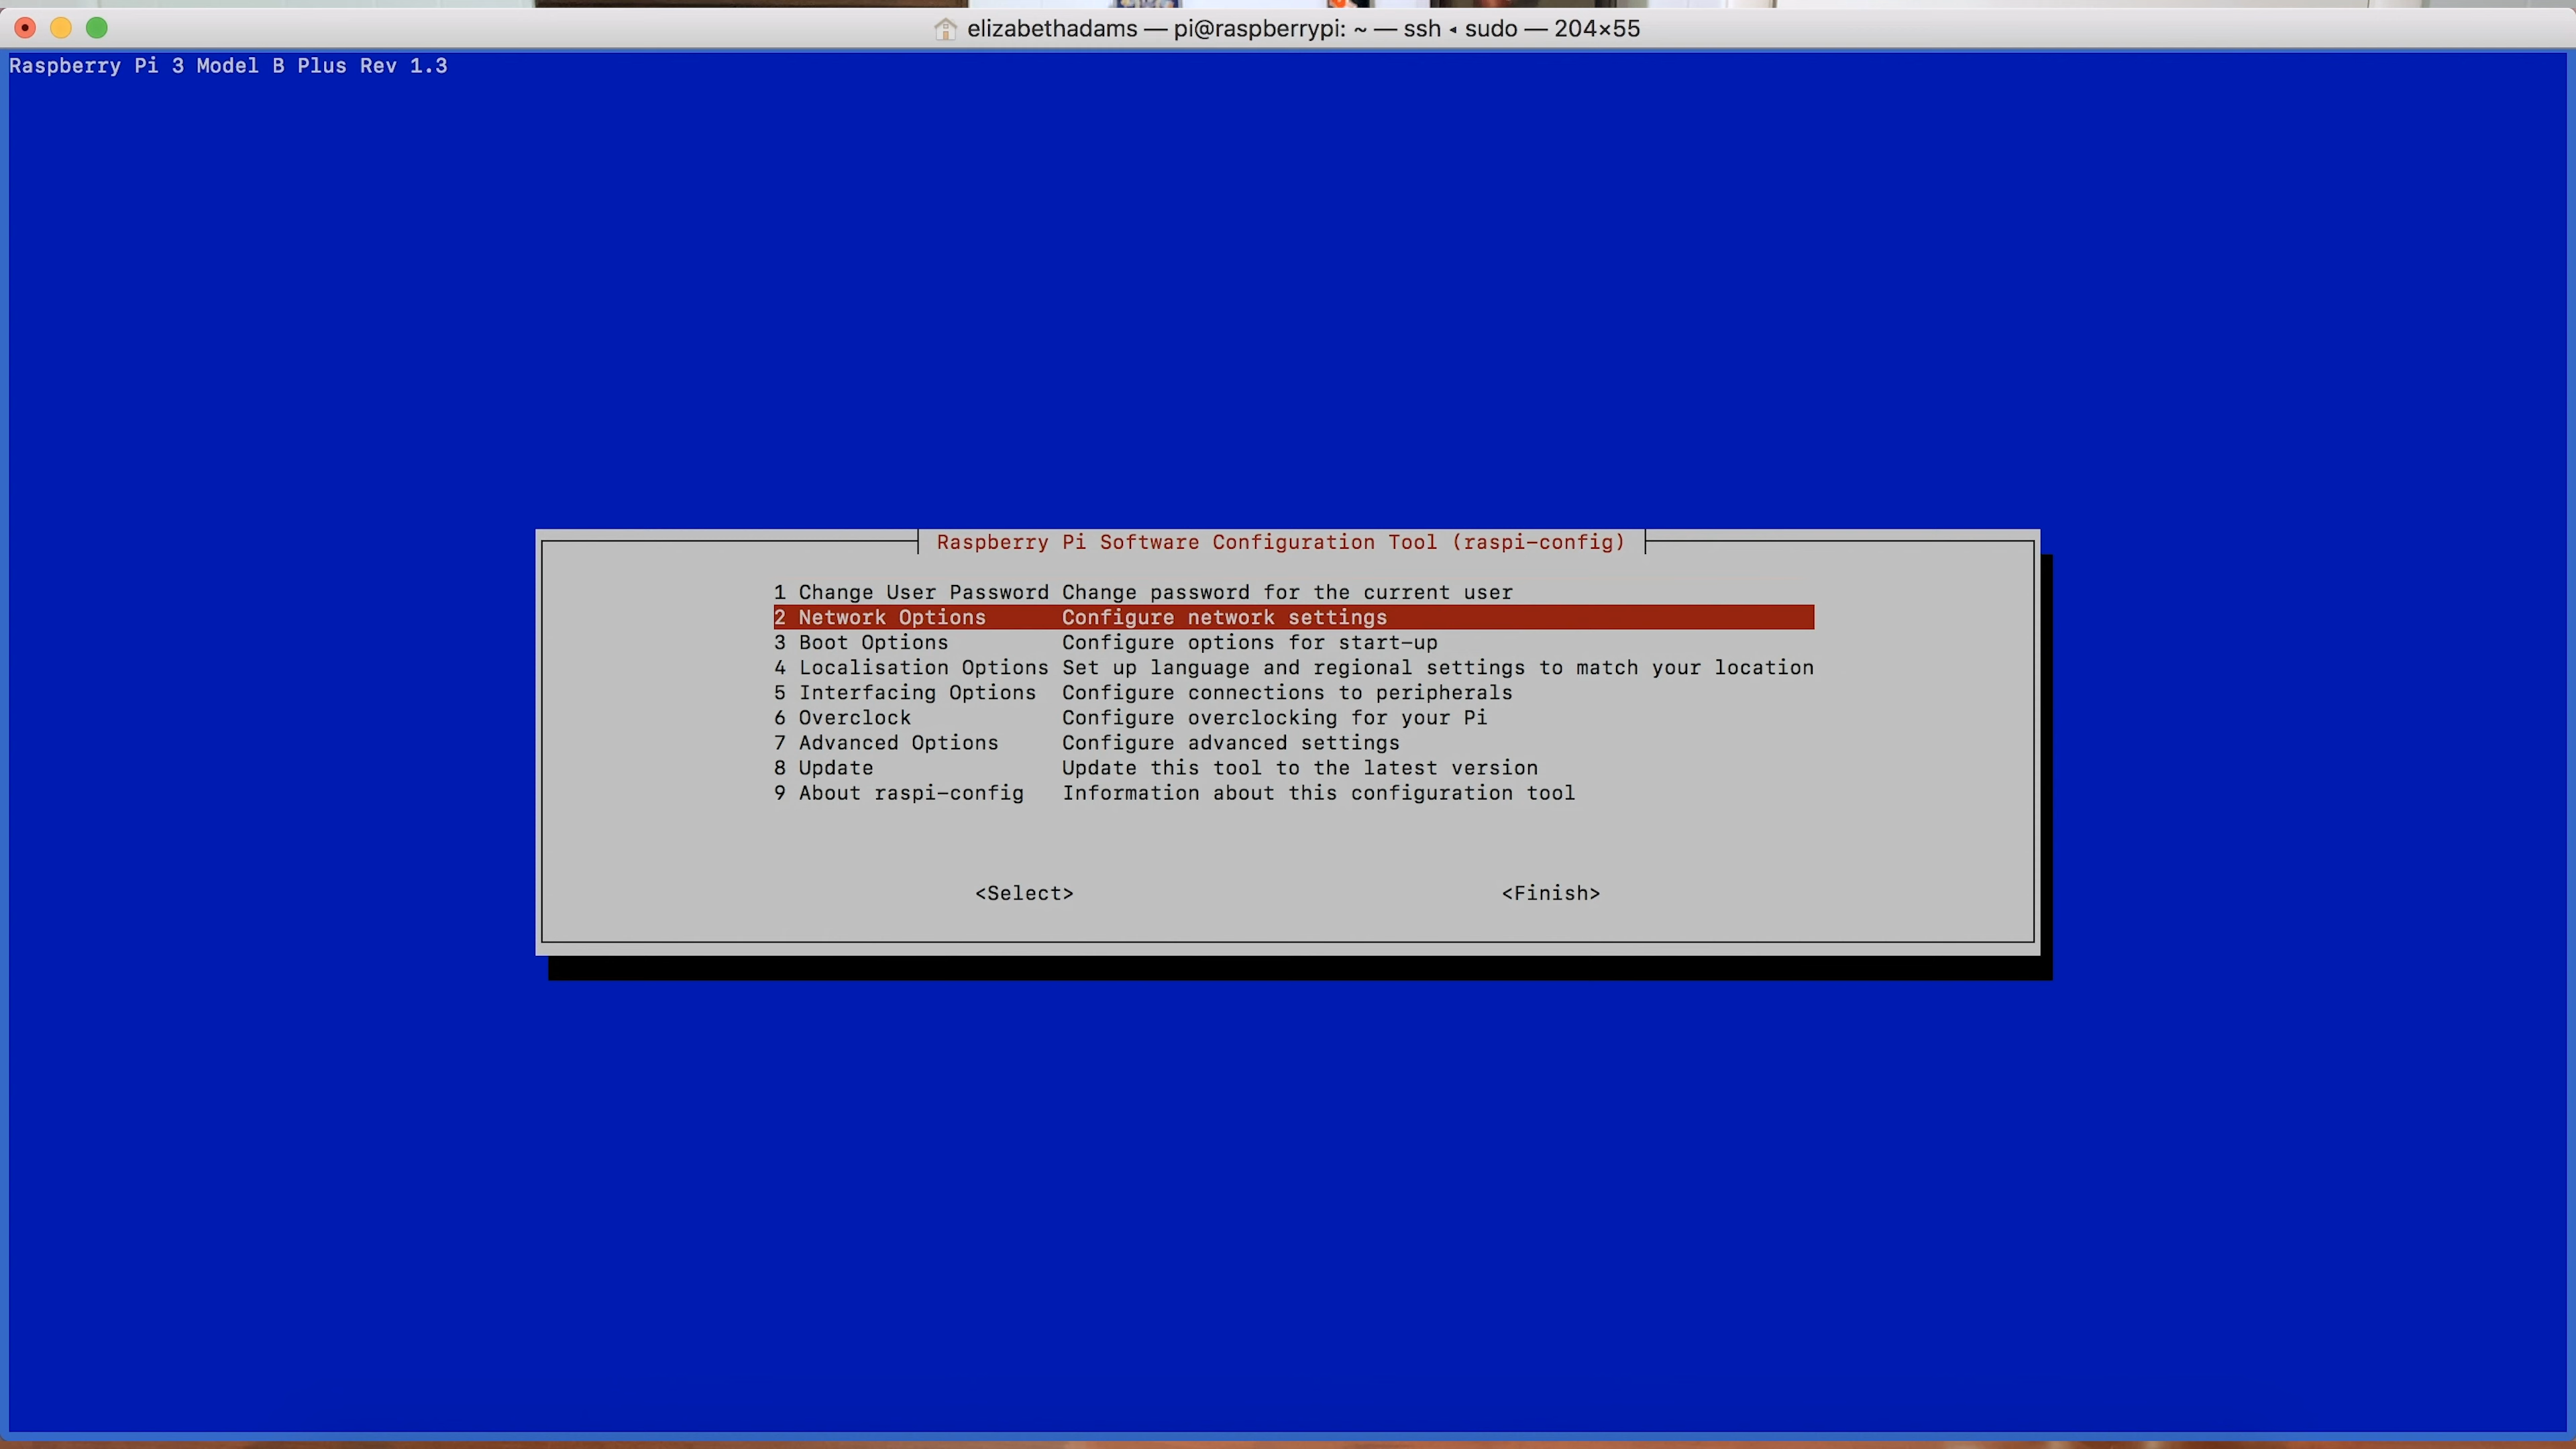 elizabethadams — pi@raspberrypi: ~ — ssh ◂ sudo — 204×55
Raspberry Pi 3 Model B Plus Rev 1.3
Raspberry Pi Software Configuration Tool (raspi-config)
1 Change User Password Change password for the current user
2 Network Options Configure network settings
3 Boot Options Configure options for start-up
4 Localisation Options Set up language and regional settings to match your location
5 Interfacing Options Configure connections to peripherals
6 Overclock Configure overclocking for your Pi
7 Advanced Options Configure advanced settings
8 Update Update this tool to the latest version
9 About raspi-config Information about this configuration tool
<Select> <Finish>